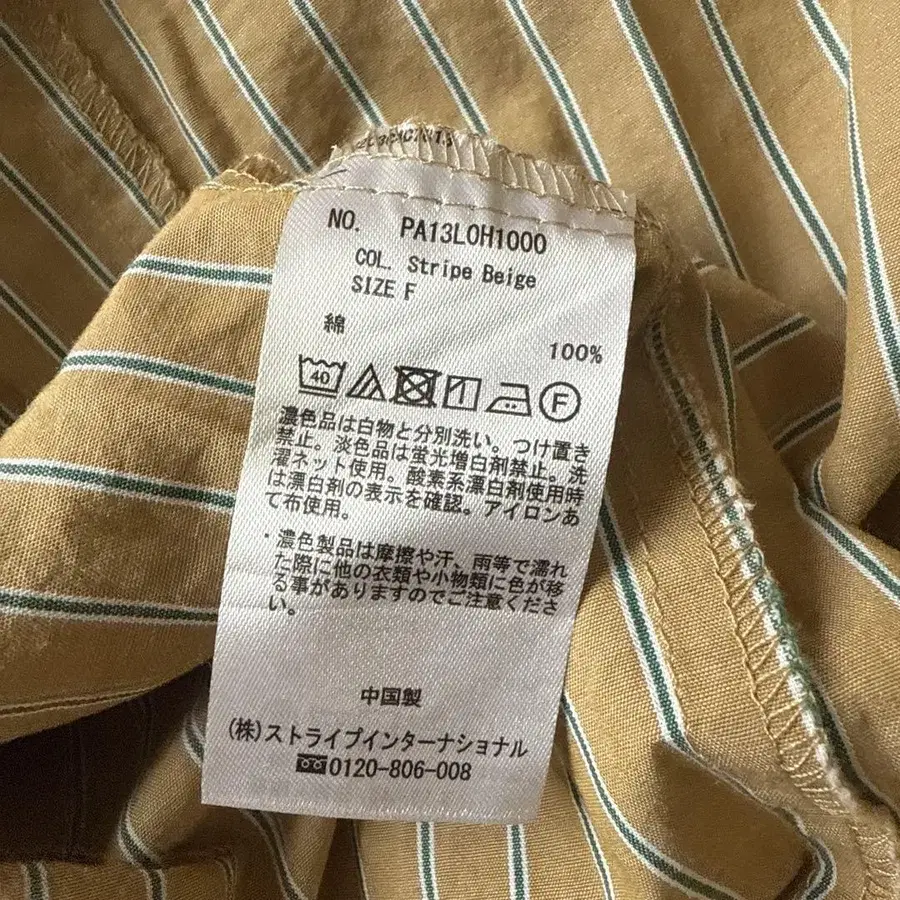 NO. PA13L0H1000
COL. Stripe Beige
SIZE F
綿 100%
40 F
濃色品は白物と分別洗い。つけ置き
禁止。淡色品は蛍光増白剤禁止。洗
濯ネット使用。酸素系漂白剤使用時
は漂白剤の表示を確認。アイロンあ
て布使用。
・濃色製品は摩擦や汗、雨等で濡れ
た際に他の衣類や小物類に色が移
る事がありますのでご注意くださ
い。
中国製
(株)ストライプインターナショナル
0120-806-008